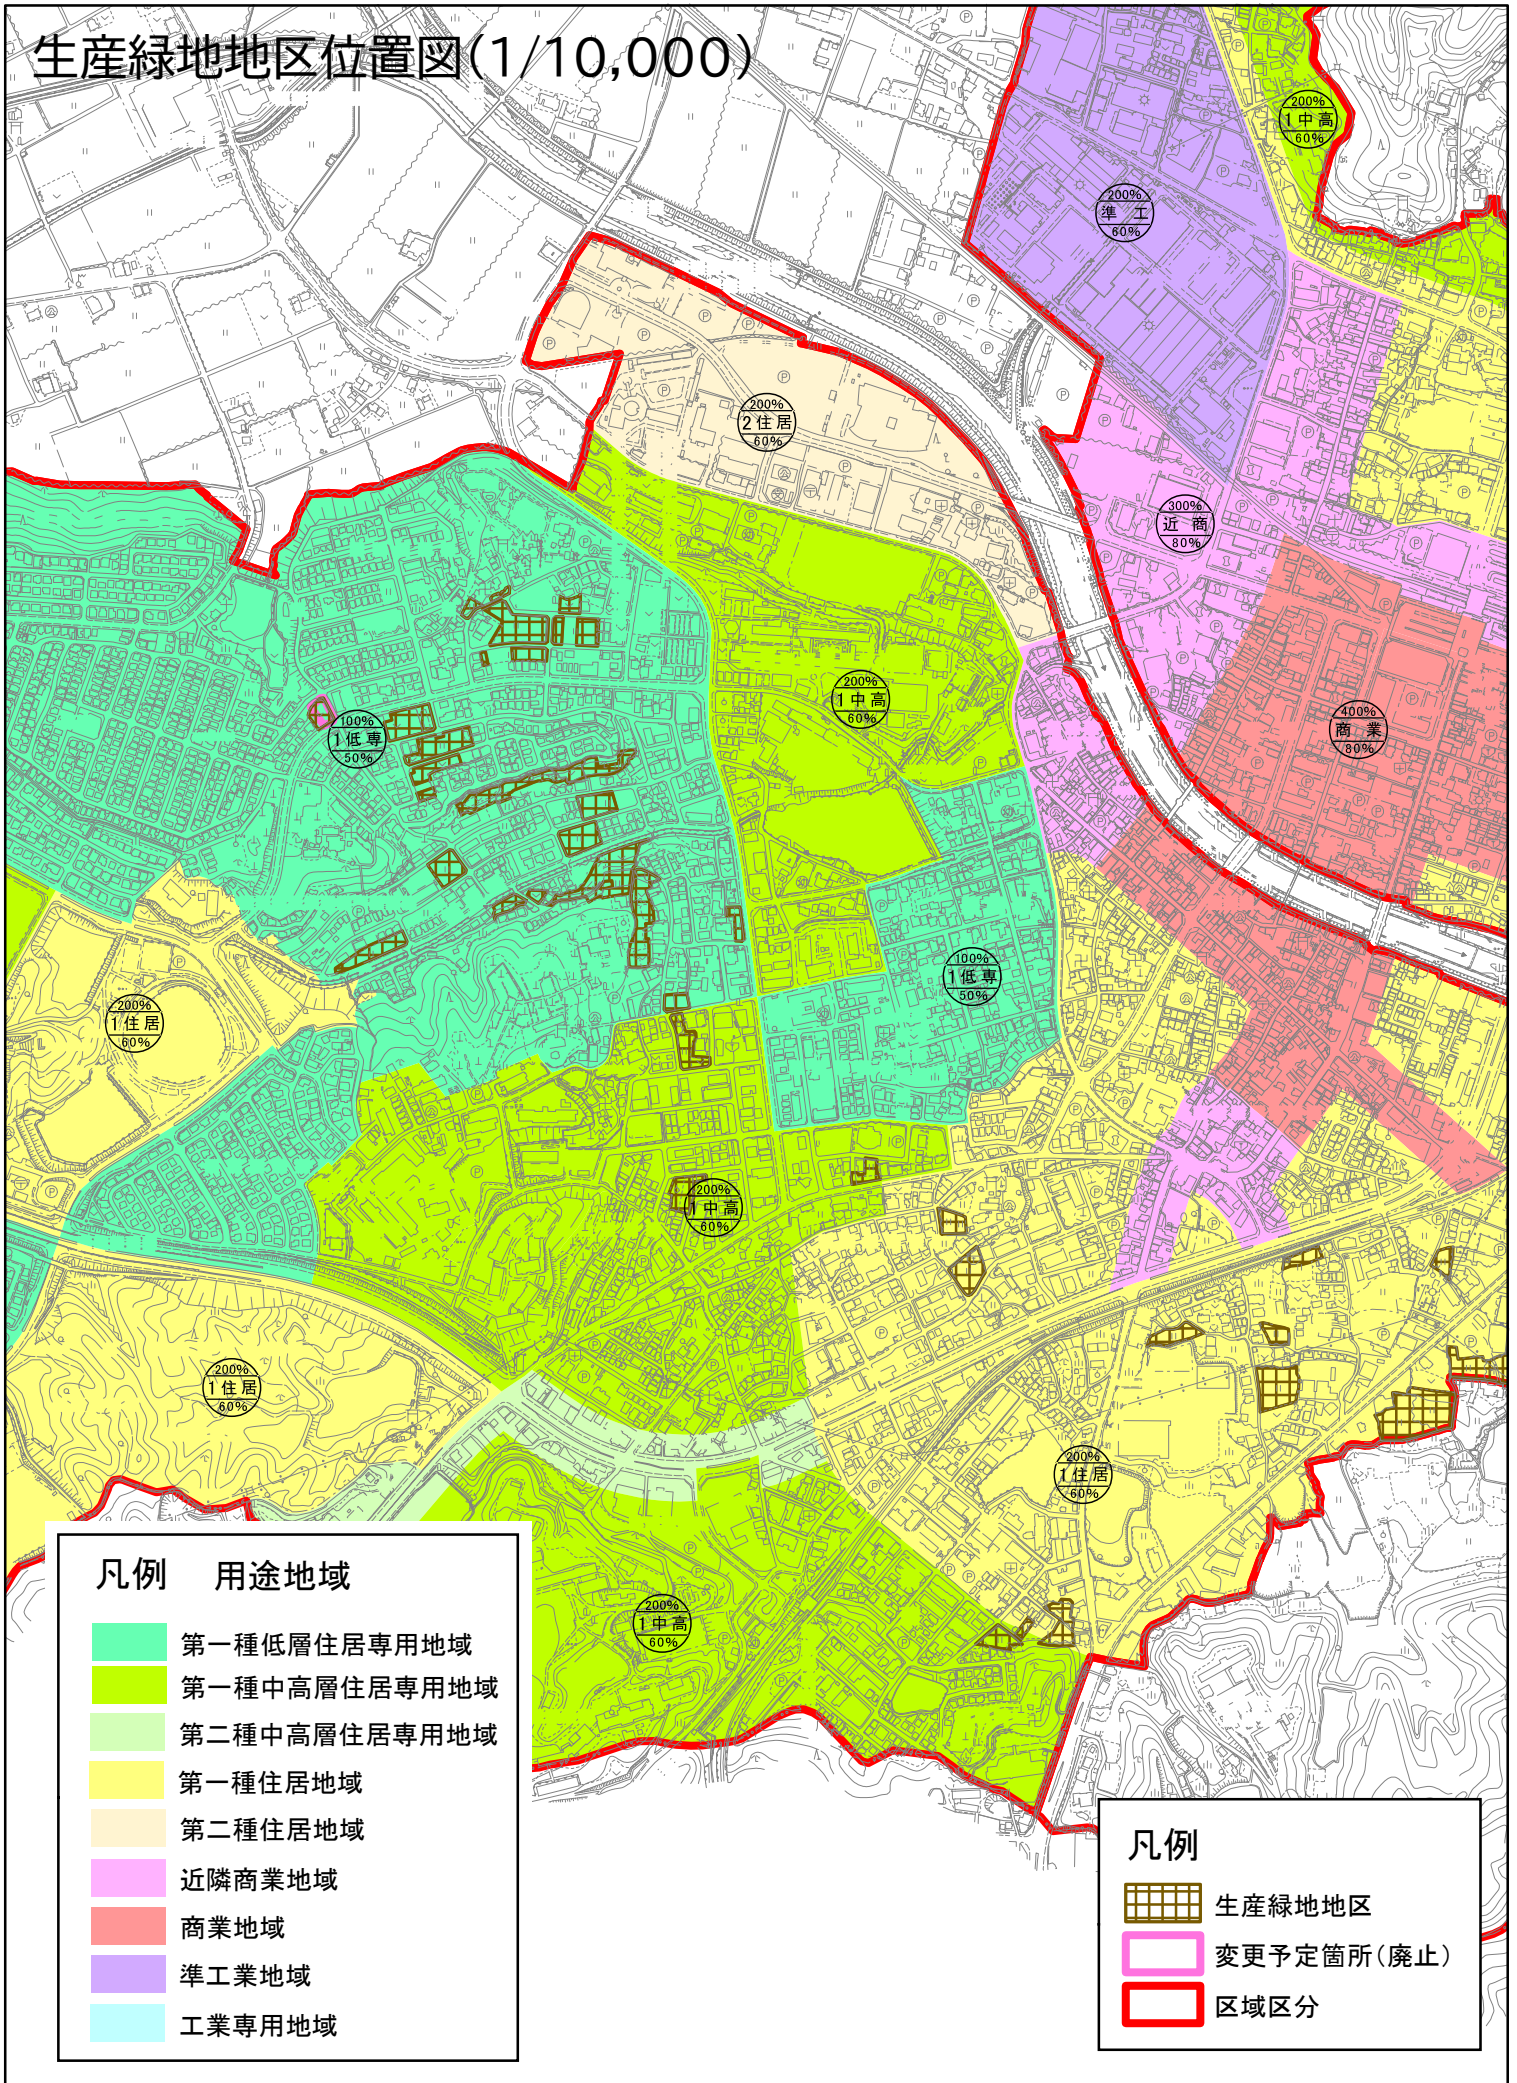 生産緑地地区位置図(1/10,000)
200%
1中高
60%
200%
準 工
60%
200%
2住居
60%
300%
近 商
80%
200%
1中高
60%
400%
商 業
80%
100%
1低専
50%
100%
1低専
50%
200%
1住居
60%
200%
1中高
60%
200%
1住居
60%
200%
1住居
60%
200%
1中高
60%
凡例 用途地域
第一種低層住居専用地域
第一種中高層住居専用地域
第二種中高層住居専用地域
第一種住居地域
第二種住居地域
近隣商業地域
商業地域
準工業地域
工業専用地域
凡例
生産緑地地区
変更予定箇所(廃止)
区域区分